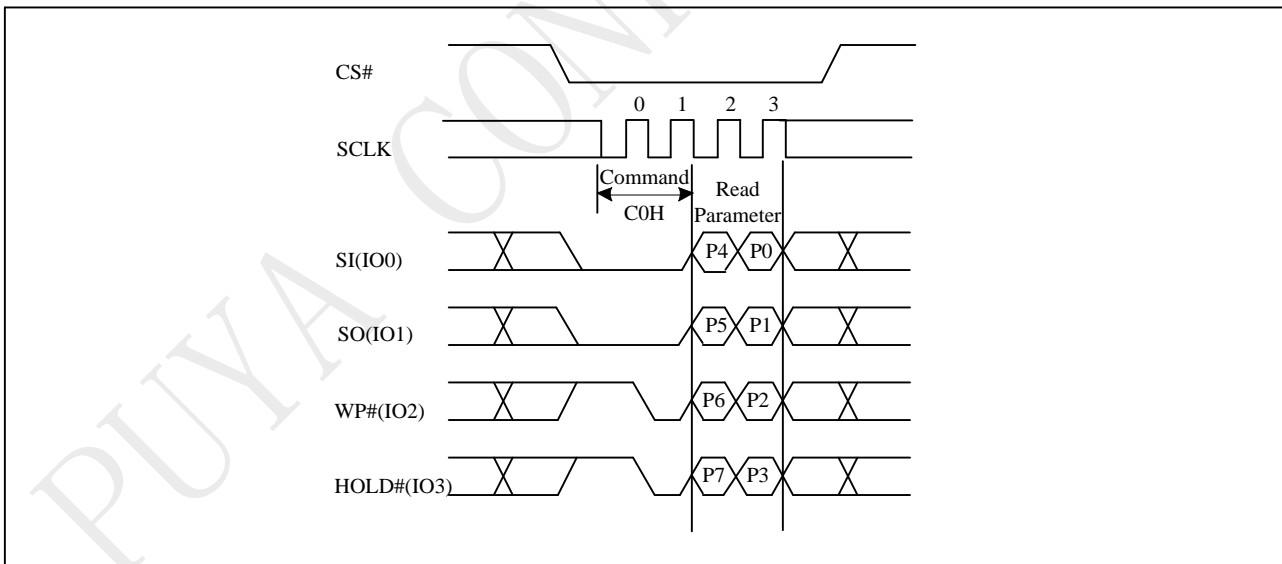 PUYA CON
CS#
0 1 2 3
SCLK
Command
C0H
Read
Parameter
SI(IO0)
P4 P0
SO(IO1)
P5 P1
WP#(IO2)
P6 P2
HOLD#(IO3)
P7 P3